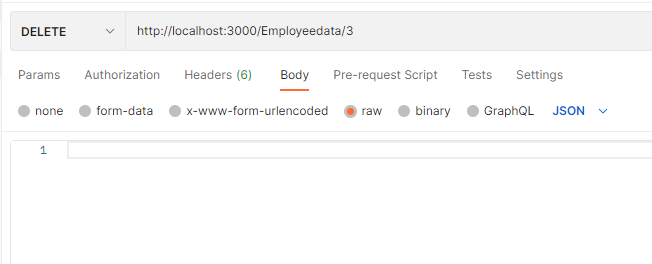 DELETE http://localhost:3000/Employeedata/3
Params Authorization Headers (6) Body Pre-request Script Tests Settings
none form-data x-www-form-urlencoded raw binary GraphQL JSON
1